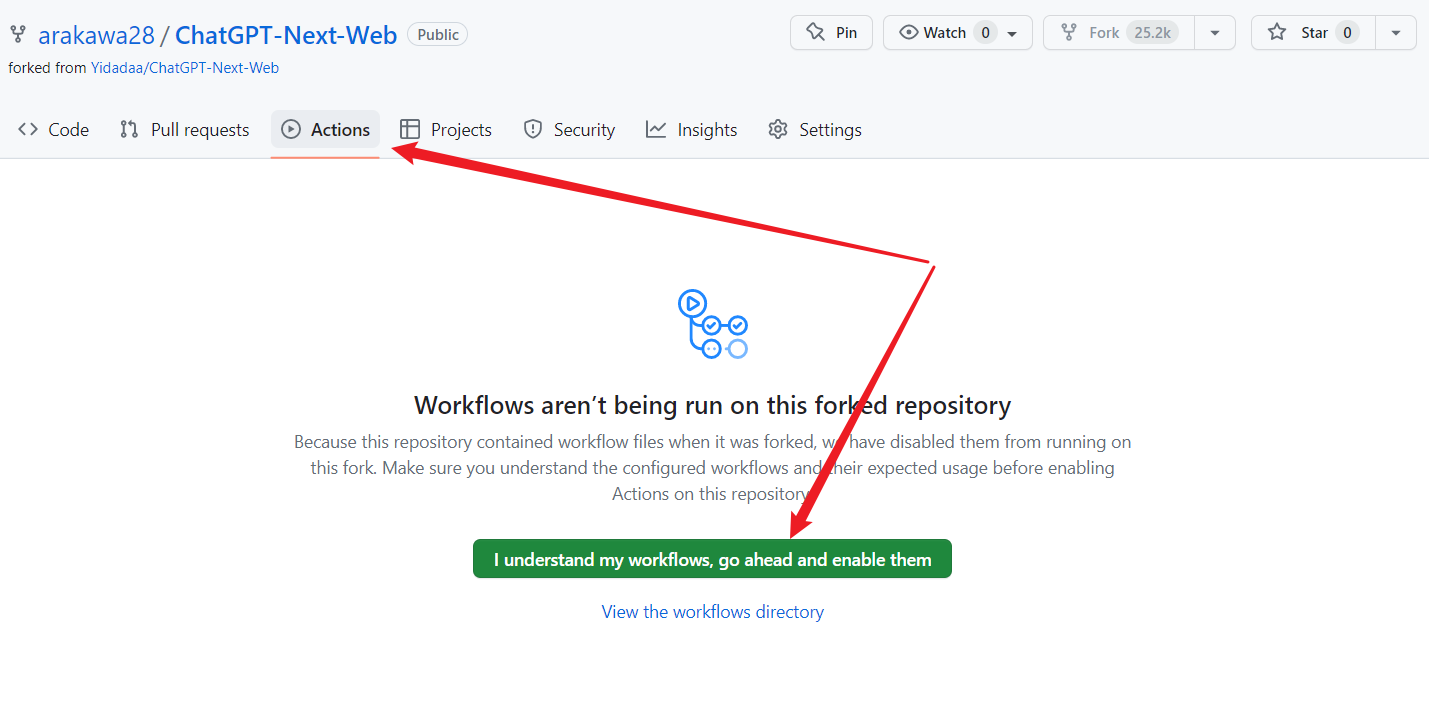 arakawa28 / ChatGPT-Next-Web Public Pin Watch 0 Fork 25.2k Star 0
forked from Yidadaa/ChatGPT-Next-Web
Code Pull requests Actions Projects Security Insights Settings
Workflows aren’t being run on this forked repository
Because this repository contained workflow files when it was forked, we have disabled them from running on
this fork. Make sure you understand the configured workflows and their expected usage before enabling
Actions on this repository.
I understand my workflows, go ahead and enable them
View the workflows directory